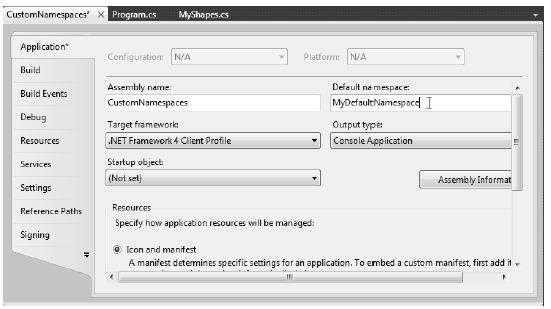 CustomNamespaces* X Program.cs MyShapes.cs
Application*
Build
Build Events
Debug
Resources
Services
Settings
Reference Paths
Signing
Configuration: N/A Platform: N/A
Assembly name: Default namespace:
CustomNamespaces MyDefaultNamespace
Target framework: Output type:
.NET Framework 4 Client Profile Console Application
Startup object:
(Not set) Assembly Informat
Resources
Specify how application resources will be managed:
Icon and manifest
A manifest determines specific settings for an application. To embed a custom manifest, first add it